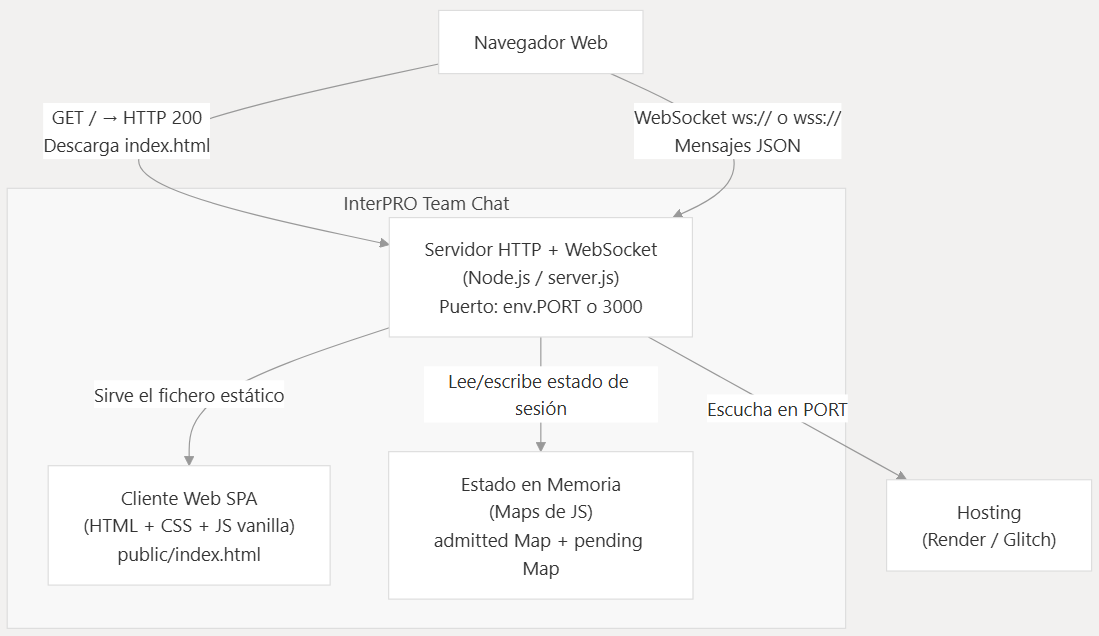 Navegador Web
GET / → HTTP 200
Descarga index.html
WebSocket ws:// o wss://
Mensajes JSON
InterPRO Team Chat
Servidor HTTP + WebSocket
(Node.js / server.js)
Puerto: env.PORT o 3000
Sirve el fichero estático
Lee/escribe estado de
sesión
Escucha en PORT
Cliente Web SPA
(HTML + CSS + JS vanilla)
public/index.html
Estado en Memoria
(Maps de JS)
admitted Map + pending
Map
Hosting
(Render / Glitch)